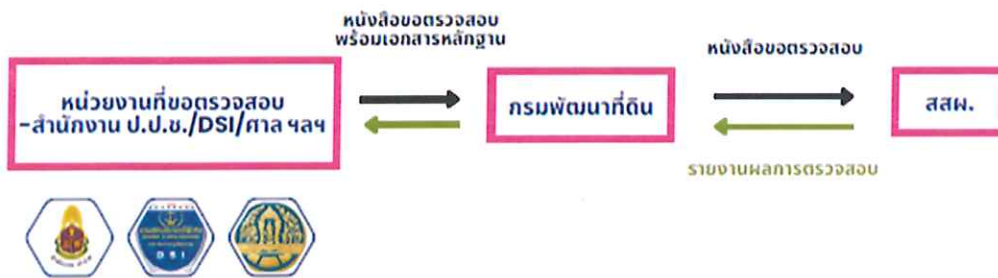 หนังสือขอตรวจสอบ
พร้อมเอกสารหลักฐาน
หนังสือขอตรวจสอบ
หน่วยงานที่ขอตรวจสอบ
-สำนักงาน ป.ป.ช./DSI/ศาล ฯลฯ
กรมพัฒนาที่ดิน
สสผ.
รายงานผลการตรวจสอบ
DSI